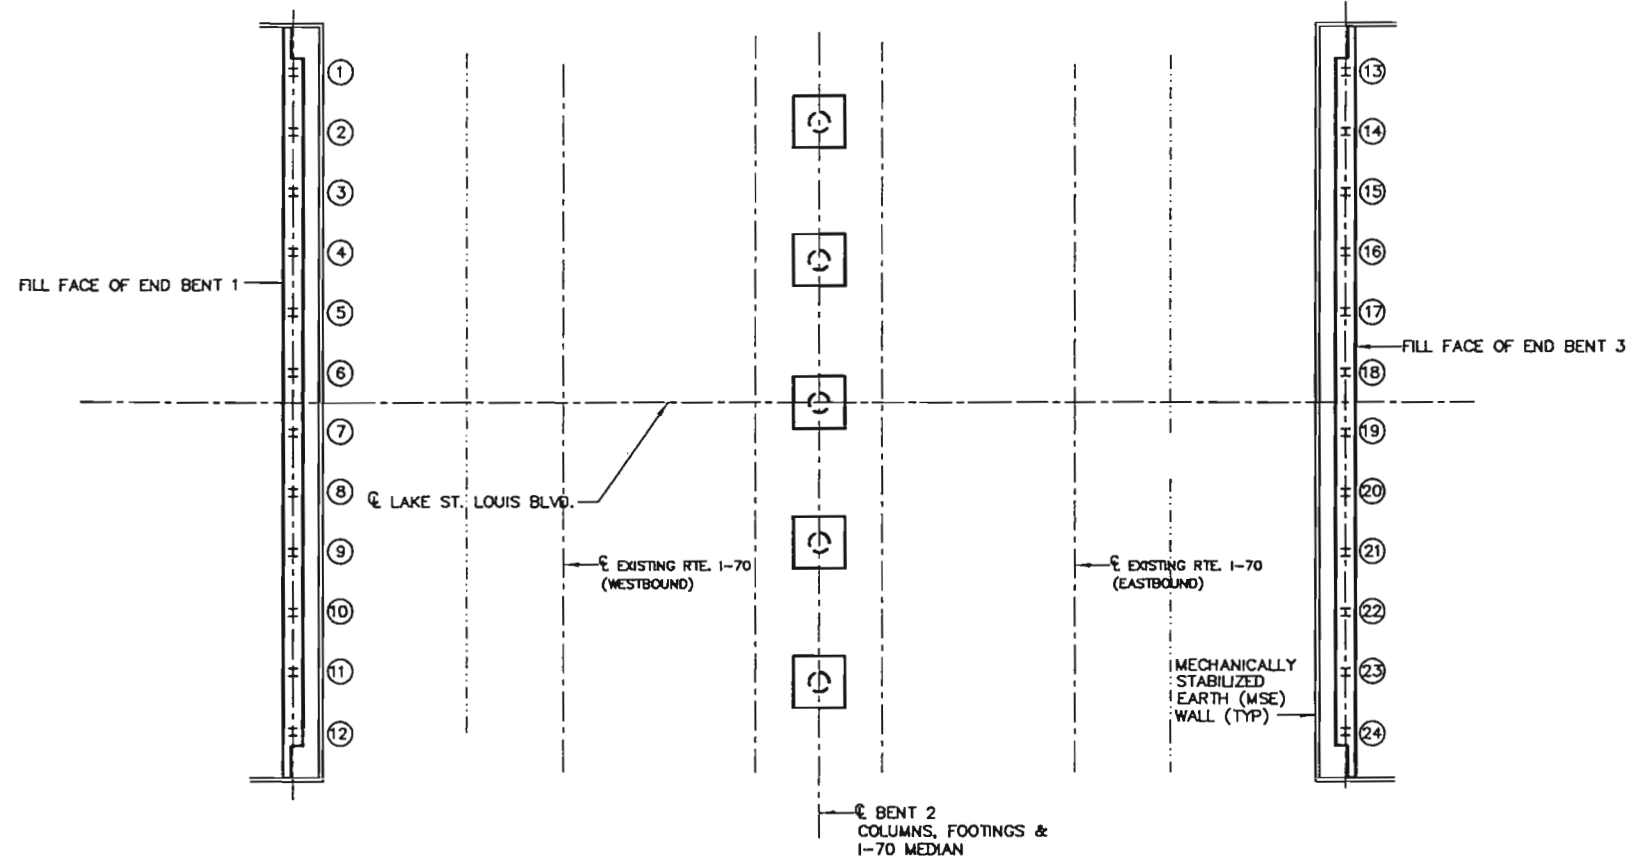 1
2
3
4
5
6
7
8
9
10
11
12
FILL FACE OF END BENT 1
℄ LAKE ST. LOUIS BLVD.
℄ EXISTING RTE. I-70
(WESTBOUND)
℄ BENT 2
COLUMNS, FOOTINGS &
I-70 MEDIAN
℄ EXISTING RTE. I-70
(EASTBOUND)
MECHANICALLY
STABILIZED
EARTH (MSE)
WALL (TYP)
13
14
15
16
17
18
19
20
21
22
23
24
FILL FACE OF END BENT 3